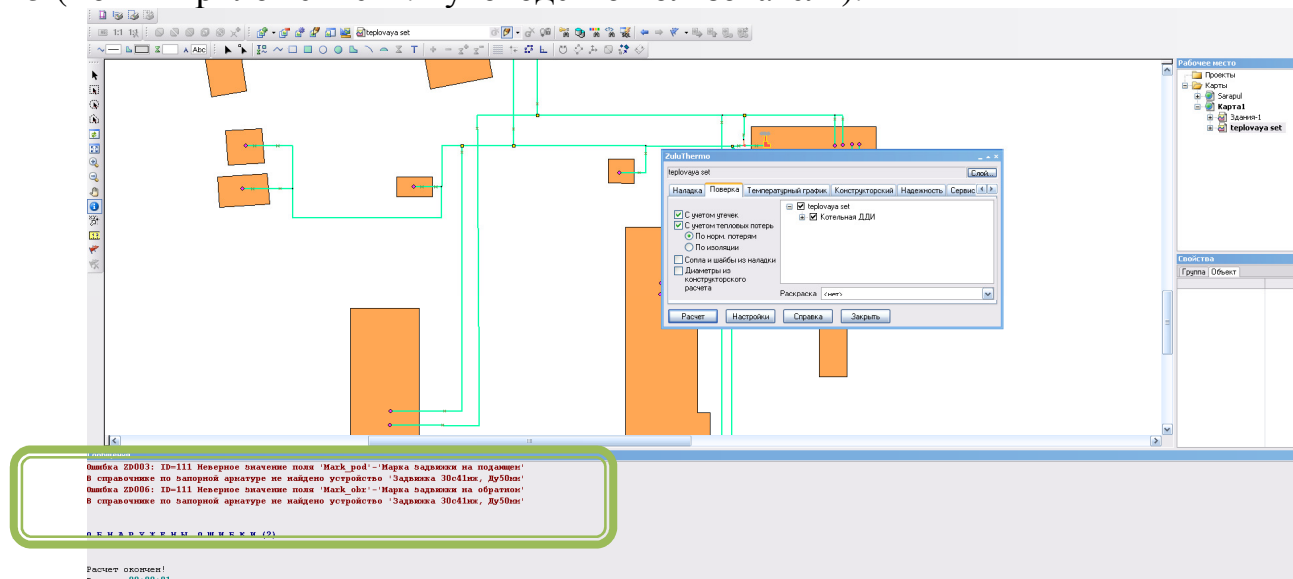 1:1
teplovaya set
Abc
T
Рабочее место
Проекты
Карты
Sarapul
Карта1
Здания-1
teplovaya set
ZuluThermo
teplovaya set
Слой...
Наладка Поверка Температурный график Конструкторский Надежность Сервис
С учетом утечек
С учетом тепловых потерь
По норм. потерям
По изоляции
Сопла и шайбы из наладки
Диаметры из
конструкторского
расчета
teplovaya set
Котельная ДДИ
Раскраска <нет>
Расчет Настройки Справка Закрыть
Свойства
Группа Объект
Ошибка ZD003: ID=111 Неверное значение поля 'Mark_pod'-'Марка задвижки на подающем'
В справочнике по запорной арматуре не найдено устройство 'Задвижка 30с41нж, Ду50мм'
Ошибка ZD006: ID=111 Неверное значение поля 'Mark_obr'-'Марка задвижки на обратном'
В справочнике по запорной арматуре не найдено устройство 'Задвижка 30с41нж, Ду50мм'
О Б Н А Р У Ж Е Н Ы О Ш И Б К И (2)
Расчет окончен!